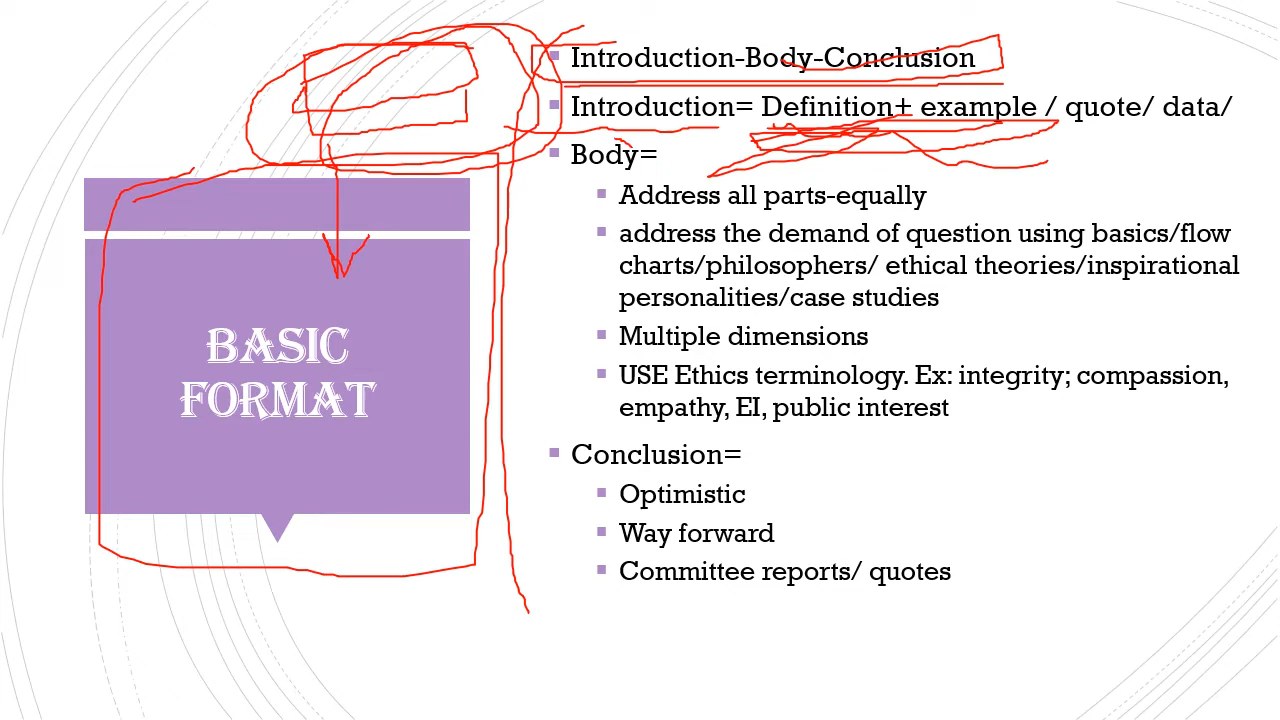 BASIC
FORMAT
Introduction-Body-Conclusion
Introduction= Definition+ example / quote/ data/
Body=
Address all parts-equally
address the demand of question using basics/flow
charts/philosophers/ ethical theories/inspirational
personalities/case studies
Multiple dimensions
USE Ethics terminology. Ex: integrity; compassion,
empathy, EI, public interest
Conclusion=
Optimistic
Way forward
Committee reports/ quotes